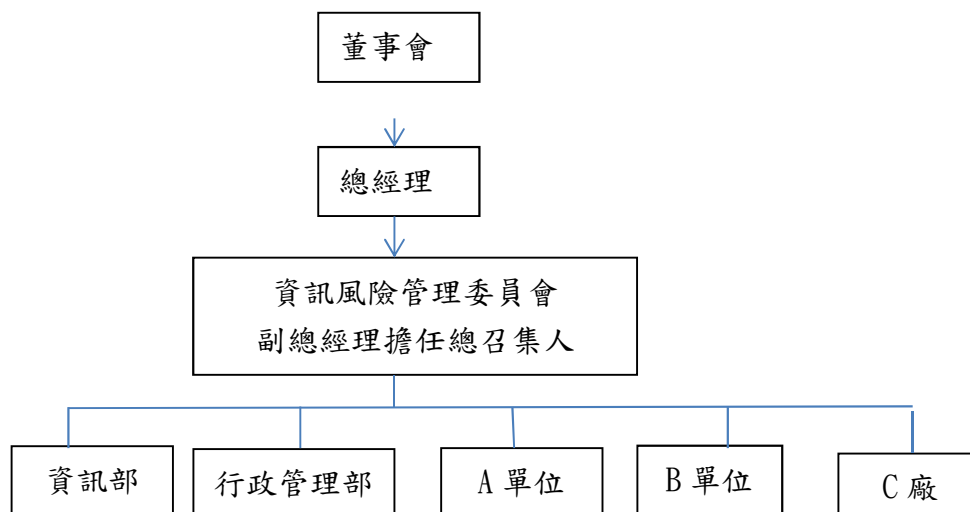 董事會
總經理
資訊風險管理委員會
副總經理擔任總召集人
資訊部
行政管理部
A 單位
B 單位
C 廠